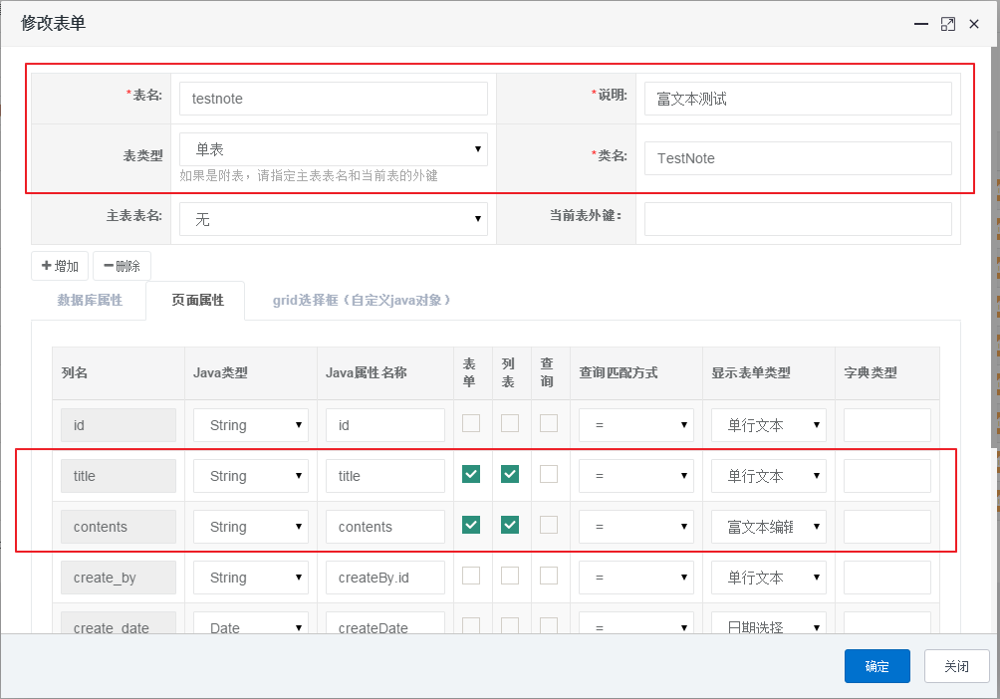 修改表单
*表名: testnote *说明: 富文本测试
表类型 单表 *类名: TestNote
如果是附表，请指定主表表名和当前表的外键
主表表名: 无 当前表外键：
增加 删除
数据库属性 页面属性 grid选择框（自定义java对象）
列名 Java类型 Java属性名称 表单 列表 查询 查询匹配方式 显示表单类型 字典类型
id String id = 单行文本
title String title = 单行文本
contents String contents = 富文本编辑
create_by String createBy.id = 单行文本
create_date Date createDate = 日期选择
确定 关闭